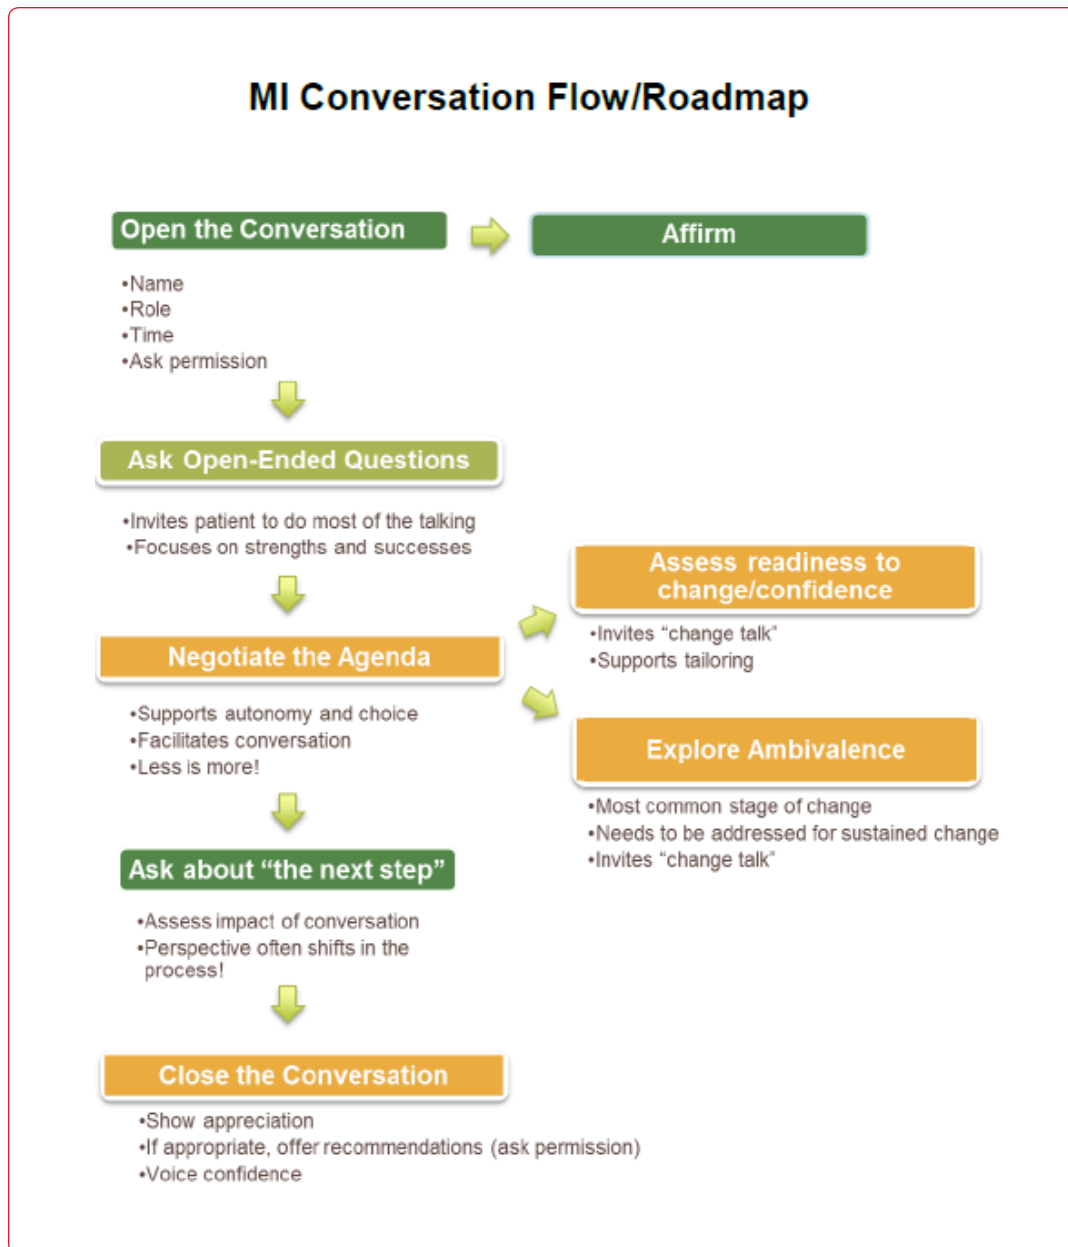 MI Conversation Flow/Roadmap
Open the Conversation
Affirm
•Name
•Role
•Time
•Ask permission
Ask Open-Ended Questions
•Invites patient to do most of the talking
•Focuses on strengths and successes
Negotiate the Agenda
•Supports autonomy and choice
•Facilitates conversation
•Less is more!
Assess readiness to
change/confidence
•Invites “change talk”
•Supports tailoring
Explore Ambivalence
•Most common stage of change
•Needs to be addressed for sustained change
•Invites “change talk”
Ask about “the next step”
•Assess impact of conversation
•Perspective often shifts in the
process!
Close the Conversation
•Show appreciation
•If appropriate, offer recommendations (ask permission)
•Voice confidence